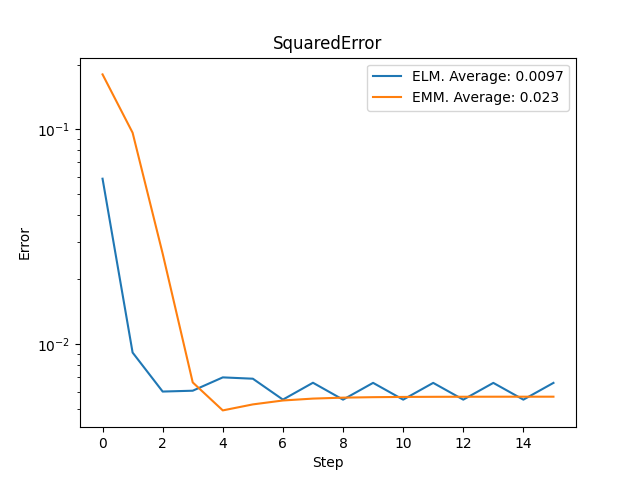 SquaredError
ELM. Average: 0.0097
EMM. Average: 0.023
10⁻¹
10⁻²
Error
0 2 4 6 8 10 12 14
Step